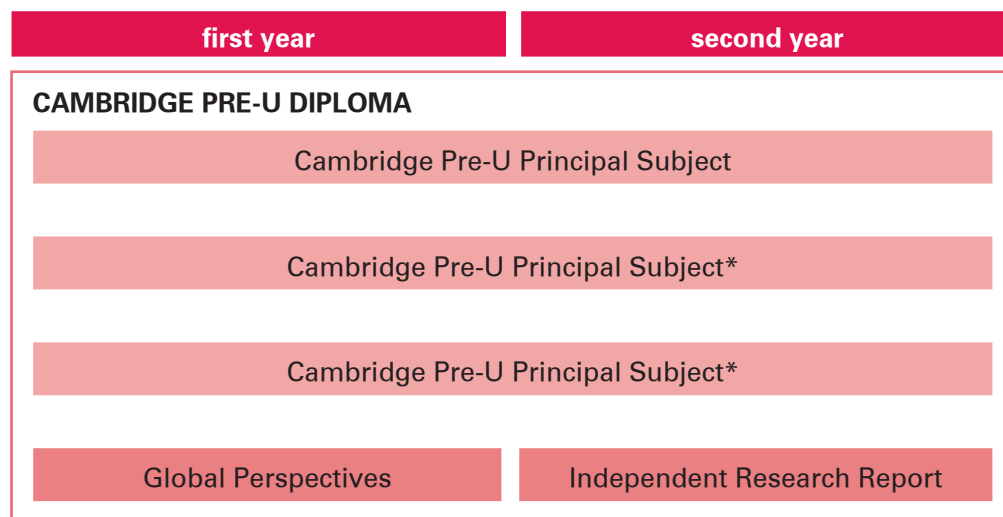 first year second year
CAMBRIDGE PRE-U DIPLOMA
Cambridge Pre-U Principal Subject
Cambridge Pre-U Principal Subject*
Cambridge Pre-U Principal Subject*
Global Perspectives Independent Research Report